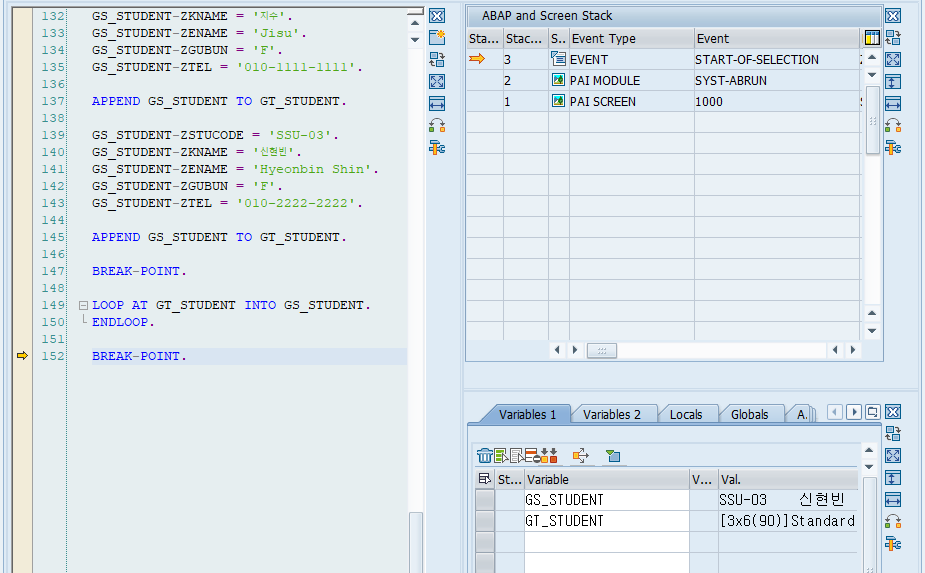 132 GS_STUDENT-ZKNAME = '지수'.
133 GS_STUDENT-ZENAME = 'Jisu'.
134 GS_STUDENT-ZGUBUN = 'F'.
135 GS_STUDENT-ZTEL = '010-1111-1111'.
136
137 APPEND GS_STUDENT TO GT_STUDENT.
138
139 GS_STUDENT-ZSTUCODE = 'SSU-03'.
140 GS_STUDENT-ZKNAME = '신현빈'.
141 GS_STUDENT-ZENAME = 'Hyeonbin Shin'.
142 GS_STUDENT-ZGUBUN = 'F'.
143 GS_STUDENT-ZTEL = '010-2222-2222'.
144
145 APPEND GS_STUDENT TO GT_STUDENT.
146
147 BREAK-POINT.
148
149 LOOP AT GT_STUDENT INTO GS_STUDENT.
150 ENDLOOP.
151
152 BREAK-POINT.
ABAP and Screen Stack
Sta... Stac... S.. Event Type Event
3 EVENT START-OF-SELECTION
2 PAI MODULE SYST-ABRUN
1 PAI SCREEN 1000
Variables 1 Variables 2 Locals Globals A.
St... Variable V... Val.
GS_STUDENT SSU-03 신현빈
GT_STUDENT [3x6(90)]Standard